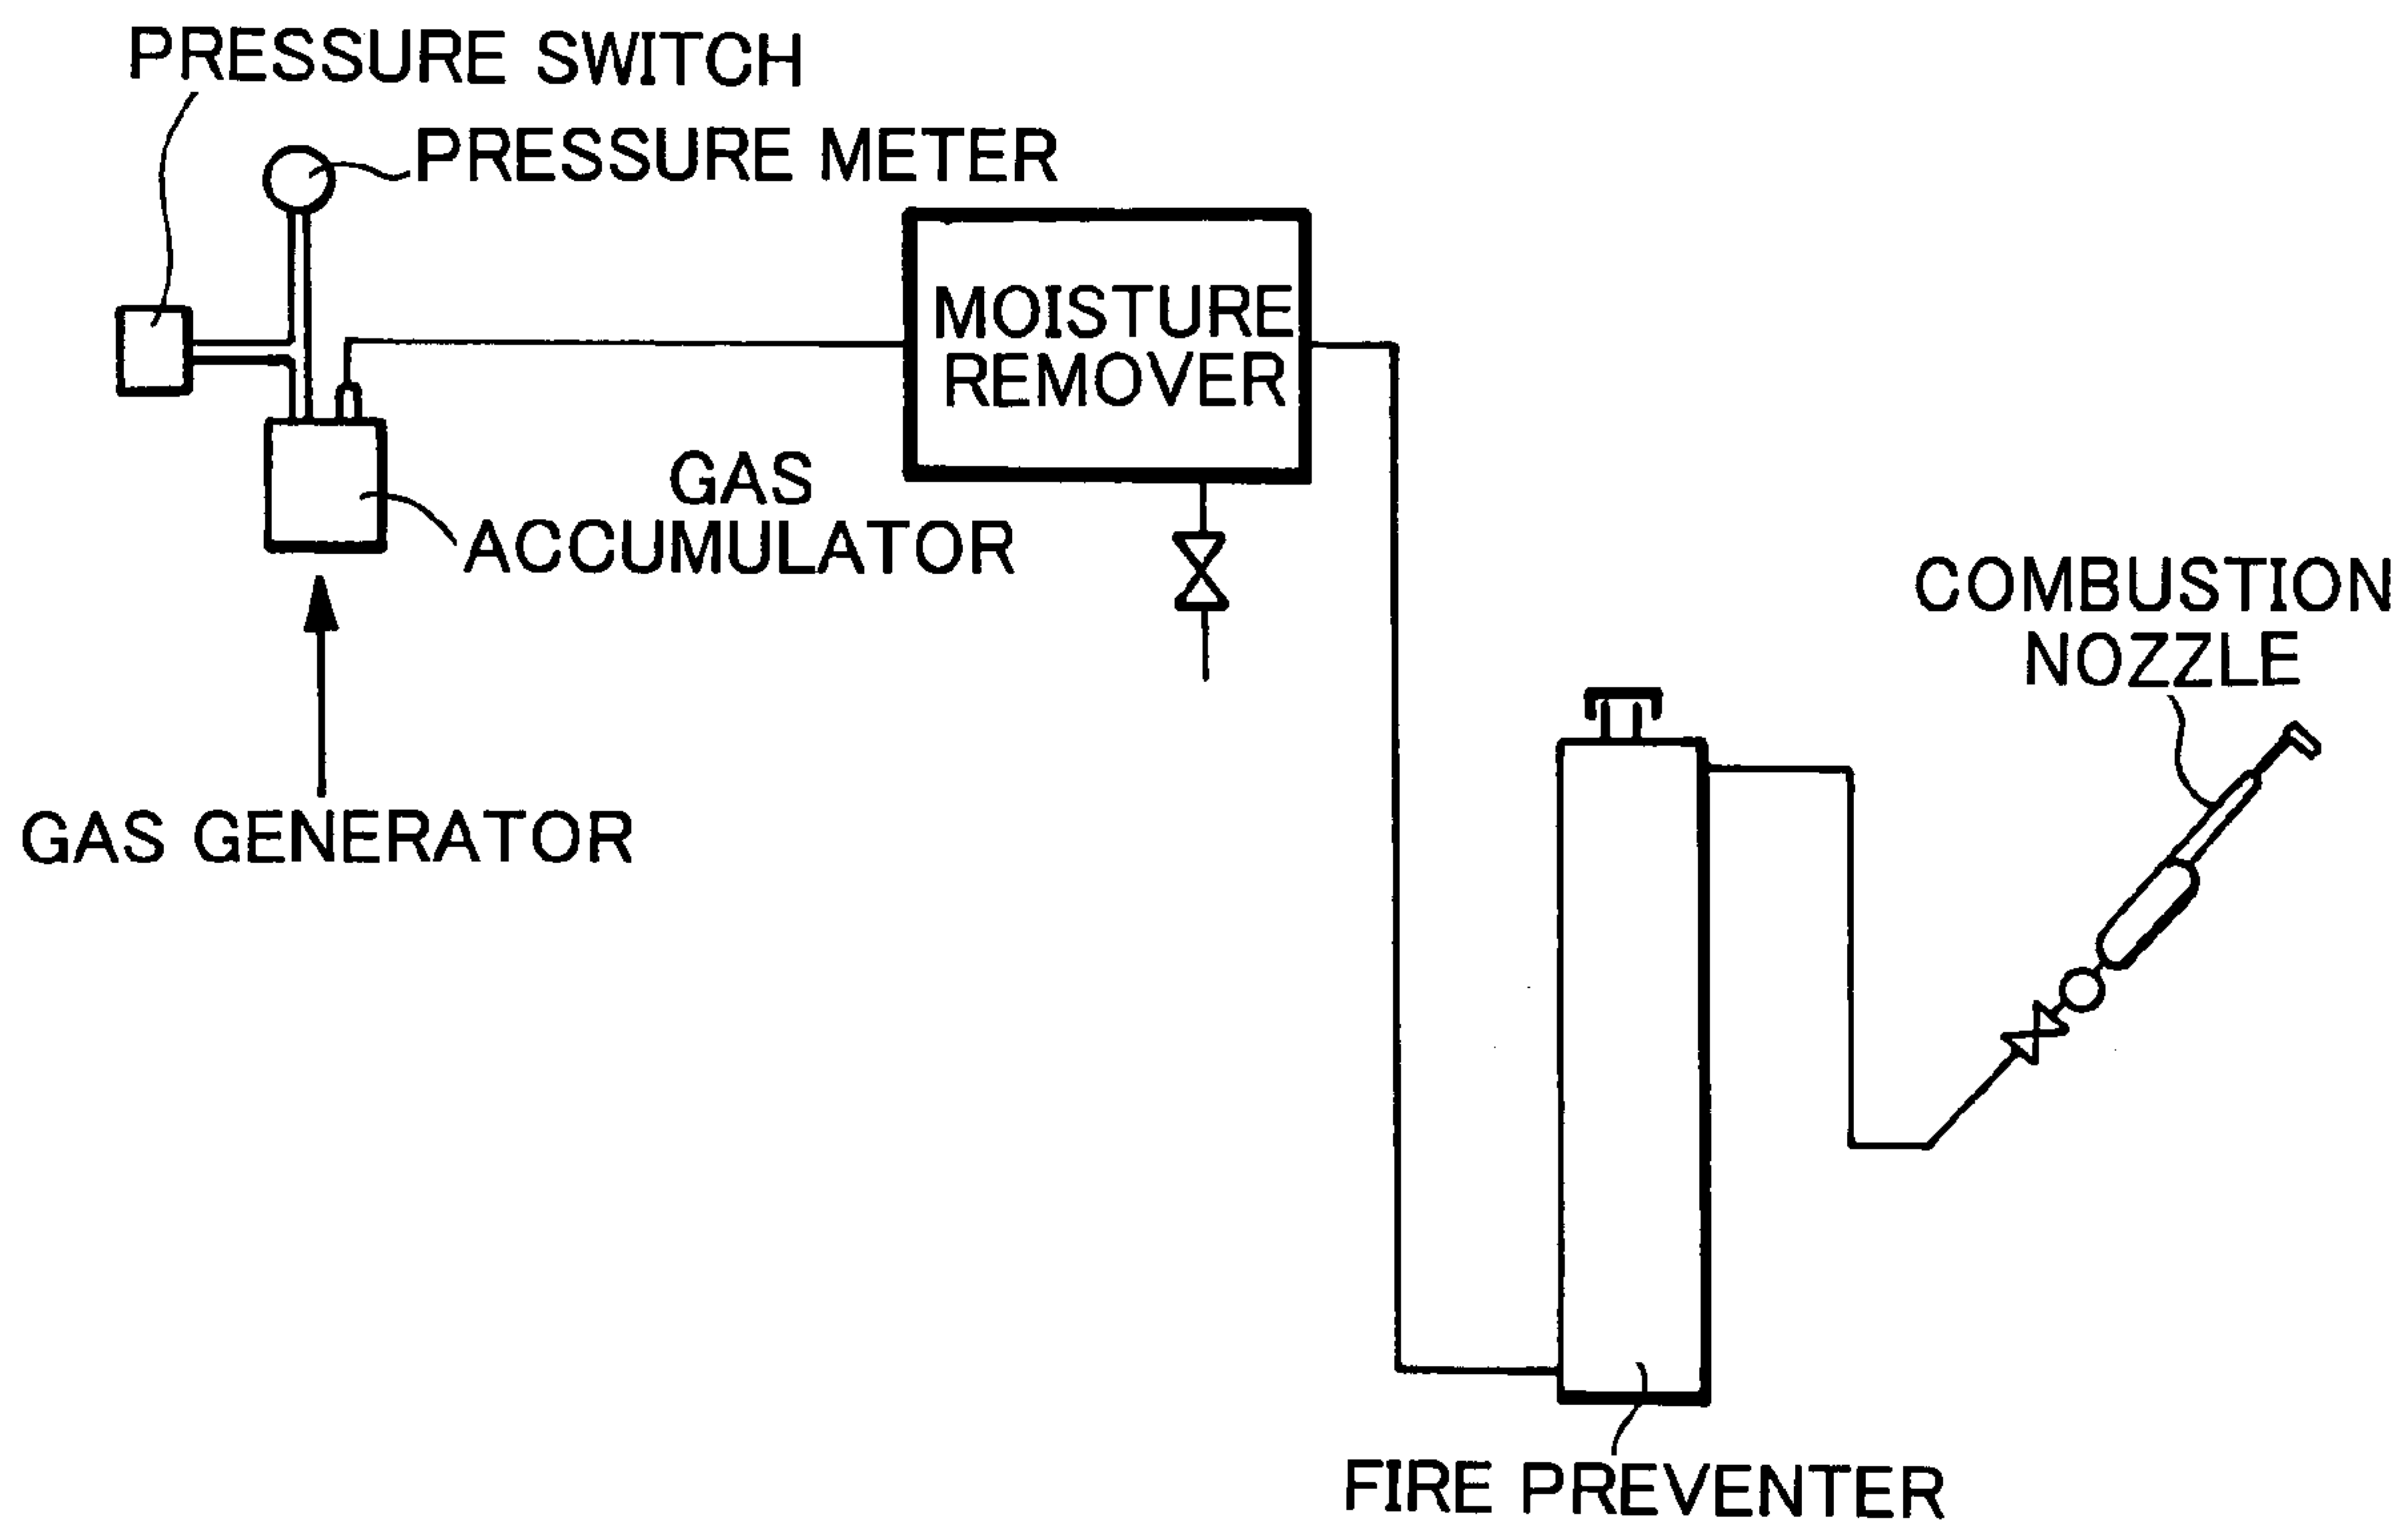 PRESSURE SWITCH
PRESSURE METER
MOISTURE
REMOVER
GAS
ACCUMULATOR
GAS GENERATOR
COMBUSTION
NOZZLE
FIRE PREVENTER